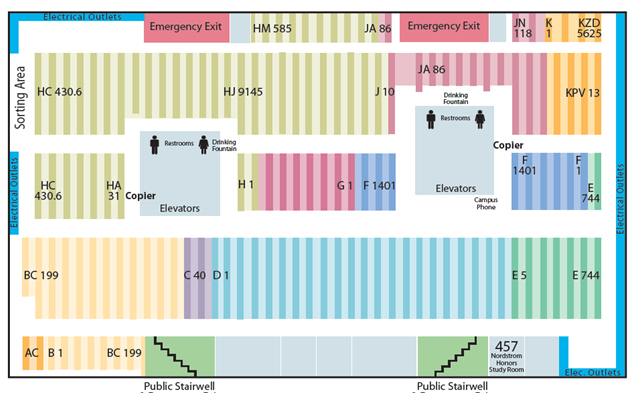 Electrical Outlets
Emergency Exit
HM 585
JA 86
Emergency Exit
JN
118
K
1
KZD
5625
Sorting Area
HC 430.6
HJ 9145
J 10
JA 86
KPV 13
Drinking
Fountain
Restrooms
Restrooms
Drinking
Fountain
Copier
Electrical Outlets
HC
430.6
HA
31
Copier
Elevators
H 1
G 1
F 1401
Elevators
Campus
Phone
F
1401
F
1
E
744
Electrical Outlets
BC 199
C 40
D 1
E 5
E 744
AC
B 1
BC 199
457
Nordstrom
Honors
Study Room
Elec. Outlets
Public Stairwell
Public Stairwell